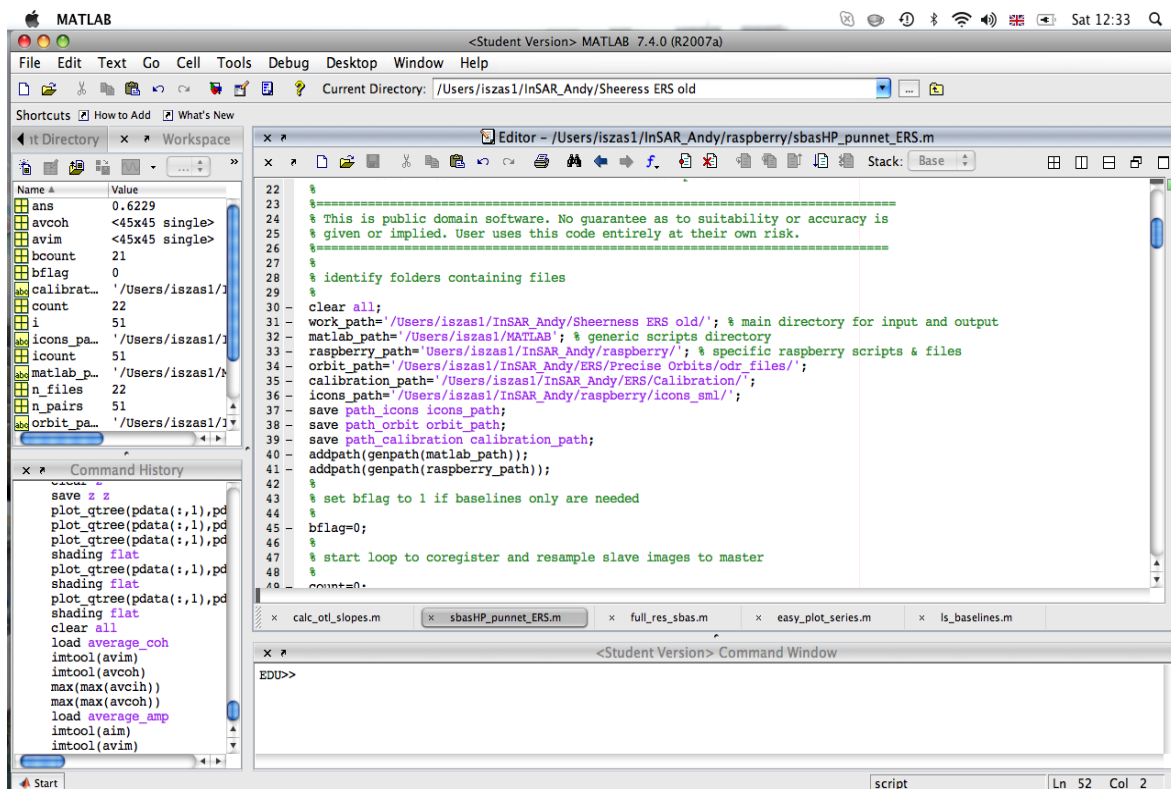 MATLAB
Sat 12:33
<Student Version> MATLAB 7.4.0 (R2007a)
File Edit Text Go Cell Tools Debug Desktop Window Help
Current Directory: /Users/iszas1/InSAR_Andy/Sheeress ERS old
Shortcuts How to Add What's New
nt Directory Workspace
Name Value
ans 0.6229
avcoh <45x45 single>
avim <45x45 single>
bcount 21
bflag 0
calibrat... '/Users/iszas1/I
count 22
i 51
icons_pa... '/Users/iszas1/I
icount 51
matlab_p... '/Users/iszas1/M
n_files 22
n_pairs 51
orbit_pa... '/Users/iszas1/I
Command History
clear z
save z z
plot_qtree(pdata(:,1),pd
plot_qtree(pdata(:,1),pd
plot_qtree(pdata(:,1),pd
shading flat
plot_qtree(pdata(:,1),pd
shading flat
plot_qtree(pdata(:,1),pd
shading flat
clear all
load average_coh
imtool(avim)
imtool(avcoh)
max(max(avcih))
max(max(avcoh))
load average_amp
imtool(aim)
imtool(avim)
Editor - /Users/iszas1/InSAR_Andy/raspberry/sbasHP_punnet_ERS.m
Stack: Base
22 %
23 %=========================================================================
24 % This is public domain software. No guarantee as to suitability or accuracy is
25 % given or implied. User uses this code entirely at their own risk.
26 %========================================================================
27 %
28 % identify folders containing files
29 %
30 - clear all;
31 - work_path='/Users/iszas1/InSAR_Andy/Sheerness ERS old/'; % main directory for input and output
32 - matlab_path='/Users/iszas1/MATLAB'; % generic scripts directory
33 - raspberry_path='Users/iszas1/InSAR_Andy/raspberry/'; % specific raspberry scripts & files
34 - orbit_path='/Users/iszas1/InSAR_Andy/ERS/Precise Orbits/odr_files/';
35 - calibration_path='/Users/iszas1/InSAR_Andy/ERS/Calibration/';
36 - icons_path='/Users/iszas1/InSAR_Andy/raspberry/icons_sml/';
37 - save path_icons icons_path;
38 - save path_orbit orbit_path;
39 - save path_calibration calibration_path;
40 - addpath(genpath(matlab_path));
41 - addpath(genpath(raspberry_path));
42 %
43 % set bflag to 1 if baselines only are needed
44 %
45 - bflag=0;
46 %
47 % start loop to coregister and resample slave images to master
48 %
49 - count=0;
calc_otl_slopes.m sbasHP_punnet_ERS.m full_res_sbas.m easy_plot_series.m ls_baselines.m
<Student Version> Command Window
EDU>>
Start
script Ln 52 Col 2